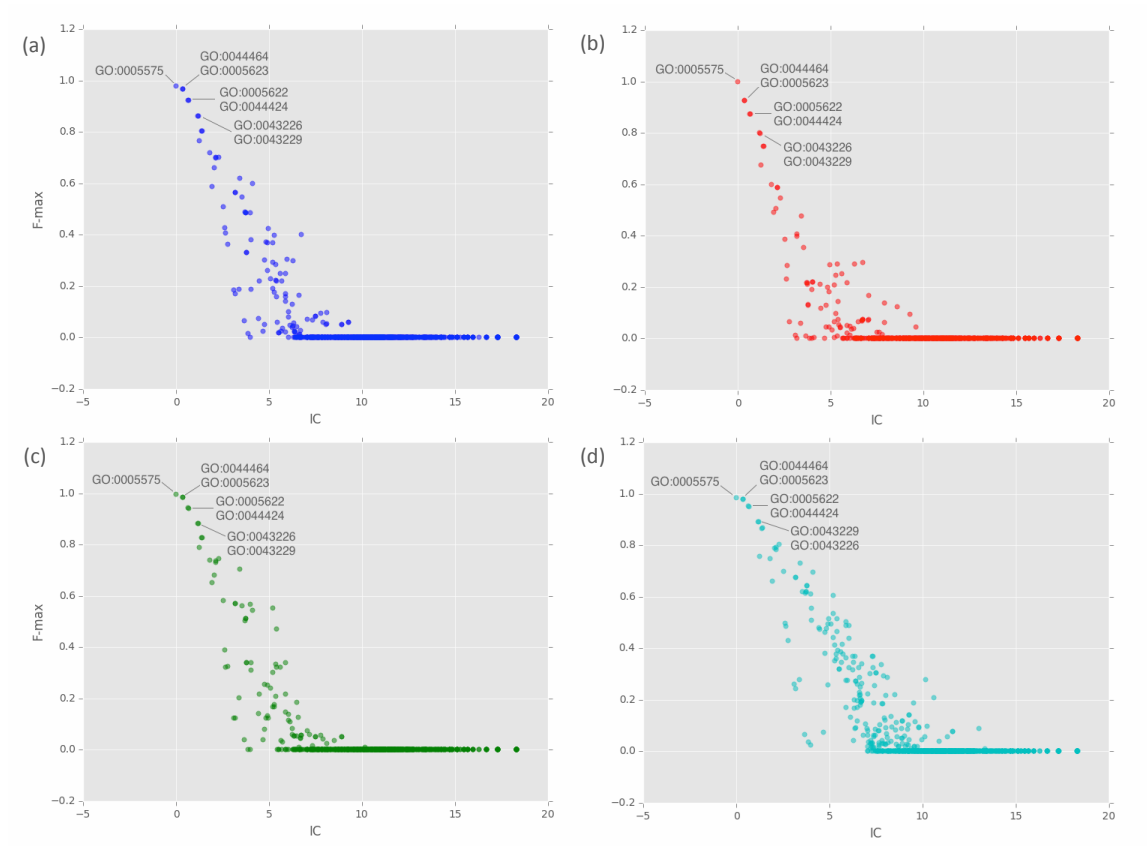 (a)
1.2
1.0
0.8
0.6
0.4
0.2
0.0
−0.2
F-max
GO:0005575
GO:0044464
GO:0005623
GO:0005622
GO:0044424
GO:0043226
GO:0043229
−5
0
5
10
15
20
IC
(b)
1.2
1.0
0.8
0.6
0.4
0.2
0.0
−0.2
GO:0005575
GO:0044464
GO:0005623
GO:0005622
GO:0044424
GO:0043226
GO:0043229
−5
0
5
10
15
20
IC
(c)
1.2
1.0
0.8
0.6
0.4
0.2
0.0
−0.2
F-max
GO:0005575
GO:0044464
GO:0005623
GO:0005622
GO:0044424
GO:0043226
GO:0043229
−5
0
5
10
15
20
IC
(d)
1.2
1.0
0.8
0.6
0.4
0.2
0.0
−0.2
GO:0005575
GO:0044464
GO:0005623
GO:0005622
GO:0044424
GO:0043229
GO:0043226
−5
0
5
10
15
20
IC